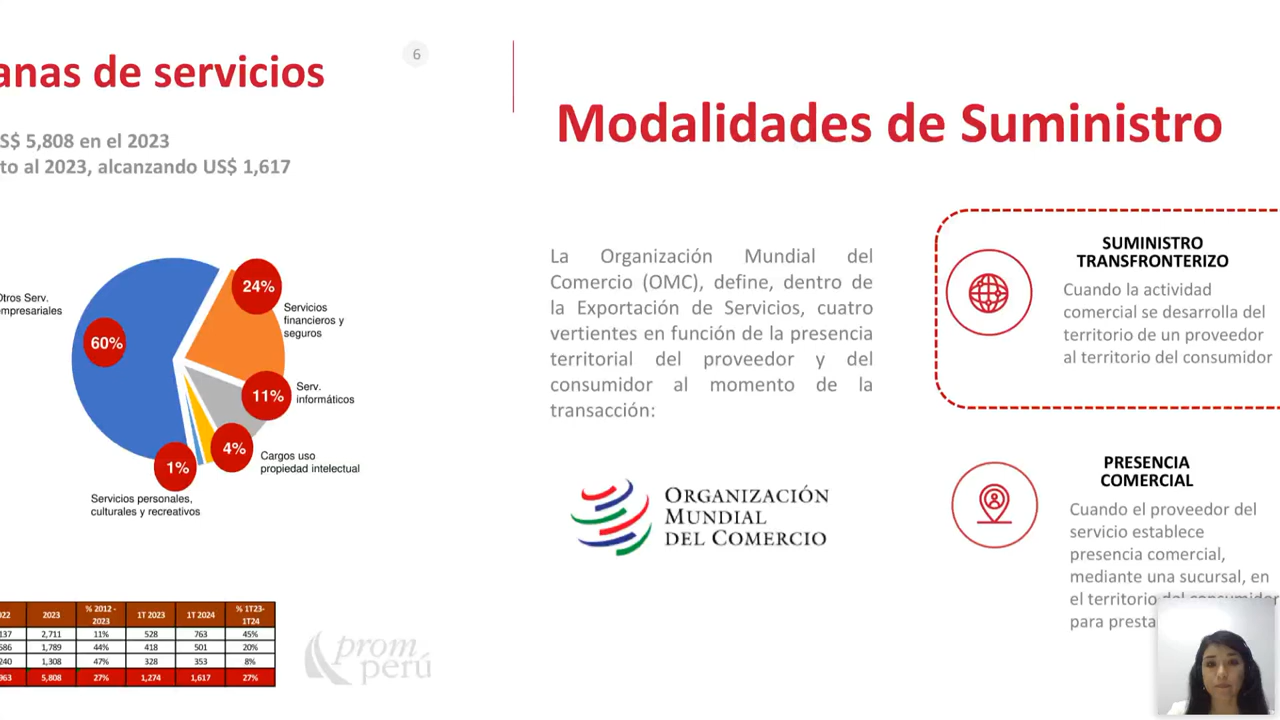 anas de servicios
6
S$ 5,808 en el 2023
to al 2023, alcanzando US$ 1,617
Otros Serv.
mpresariales
60%
24%
Servicios
financieros y
seguros
11%
Serv.
informáticos
4%
Cargos uso
propiedad intelectual
1%
Servicios personales,
culturales y recreativos
022 2023 % 2012 - 2023 1T 2023 1T 2024 % 1T23- 1T24
137 2,711 11% 528 763 45%
586 1,789 44% 418 501 20%
240 1,308 47% 328 353 8%
963 5,808 27% 1,274 1,617 27%
prom
perú
Modalidades de Suministro
La Organización Mundial del
Comercio (OMC), define, dentro de
la Exportación de Servicios, cuatro
vertientes en función de la presencia
territorial del proveedor y del
consumidor al momento de la
transacción:
ORGANIZACIÓN
MUNDIAL
DEL COMERCIO
SUMINISTRO
TRANSFRONTERIZO
Cuando la actividad
comercial se desarrolla del
territorio de un proveedor
al territorio del consumidor
PRESENCIA
COMERCIAL
Cuando el proveedor del
servicio establece
presencia comercial,
mediante una sucursal, en
el territorio del consumidor
para presta